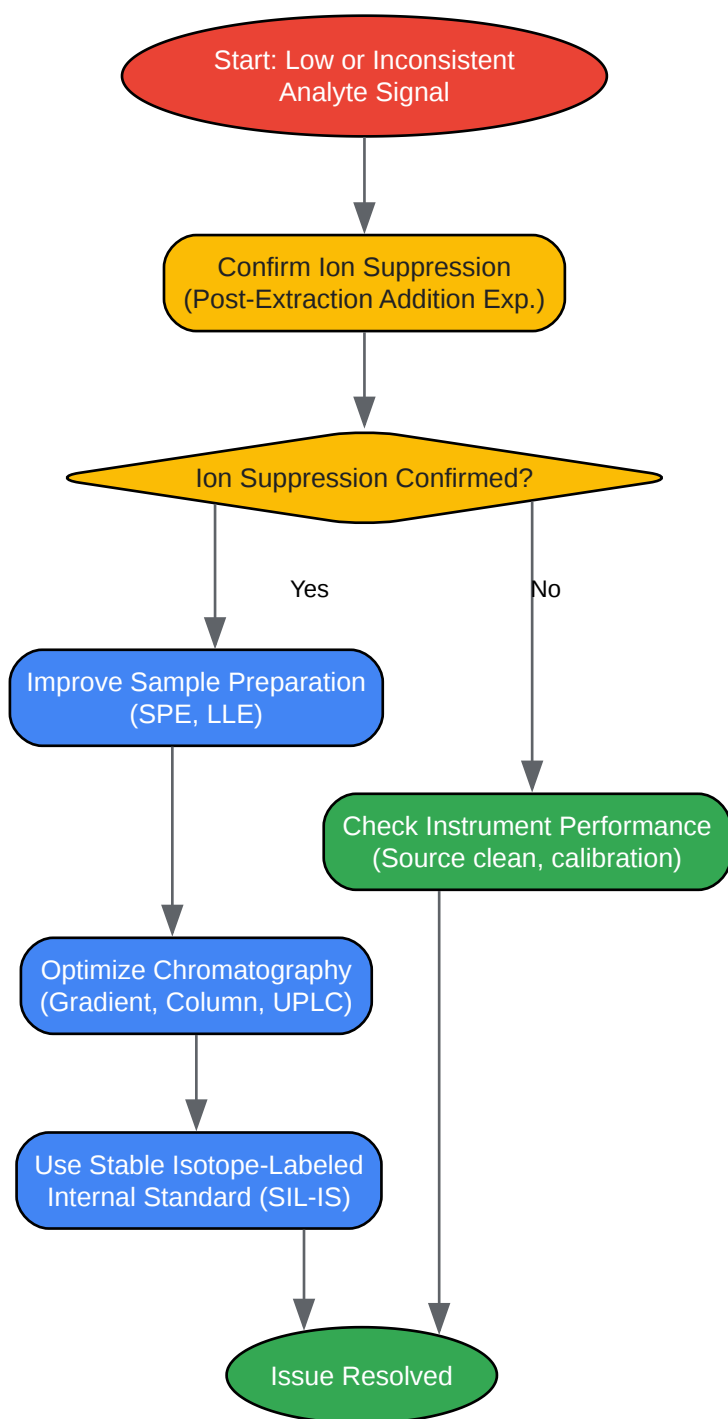 Start: Low or Inconsistent
Analyte Signal
Confirm Ion Suppression
(Post-Extraction Addition Exp.)
Ion Suppression Confirmed?
Yes
No
Improve Sample Preparation
(SPE, LLE)
Check Instrument Performance
(Source clean, calibration)
Optimize Chromatography
(Gradient, Column, UPLC)
Use Stable Isotope-Labeled
Internal Standard (SIL-IS)
Issue Resolved